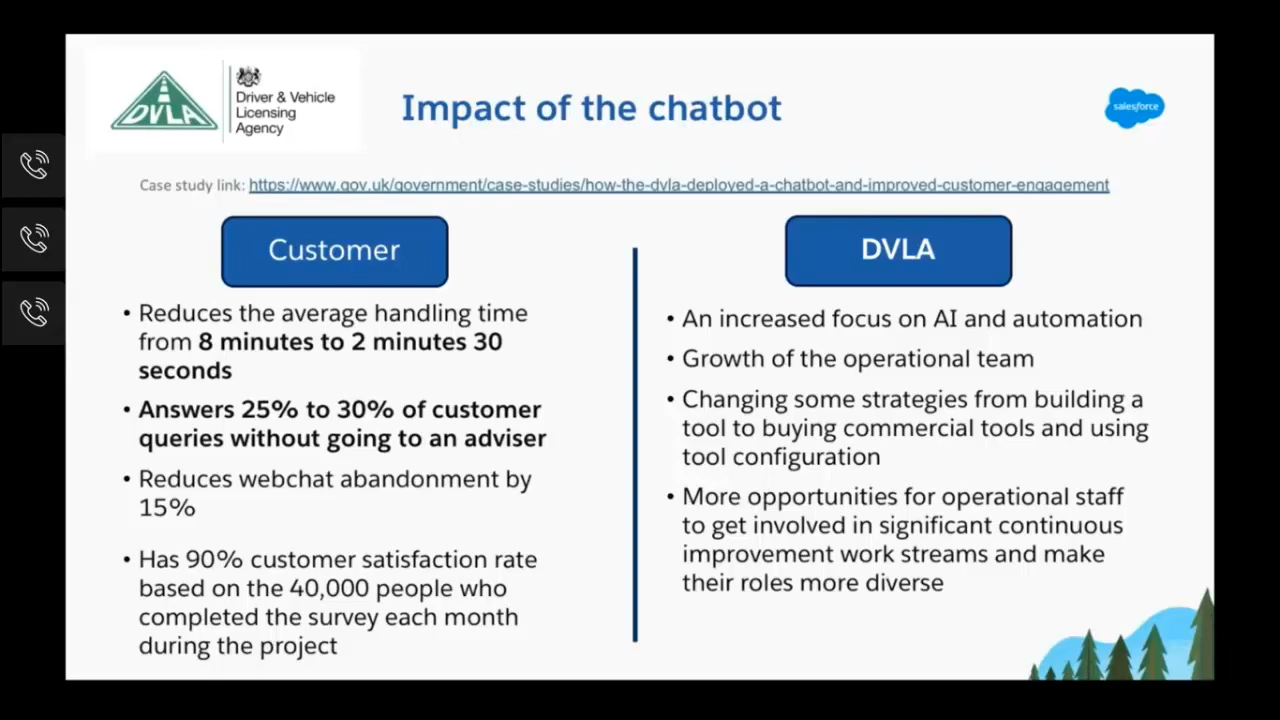 DVLA
Driver & Vehicle
Licensing
Agency
Impact of the chatbot
salesforce
Case study link: https://www.gov.uk/government/case-studies/how-the-dvla-deployed-a-chatbot-and-improved-customer-engagement
Customer
• Reduces the average handling time
from 8 minutes to 2 minutes 30
seconds
• Answers 25% to 30% of customer
queries without going to an adviser
• Reduces webchat abandonment by
15%
• Has 90% customer satisfaction rate
based on the 40,000 people who
completed the survey each month
during the project
DVLA
• An increased focus on AI and automation
• Growth of the operational team
• Changing some strategies from building a
tool to buying commercial tools and using
tool configuration
• More opportunities for operational staff
to get involved in significant continuous
improvement work streams and make
their roles more diverse